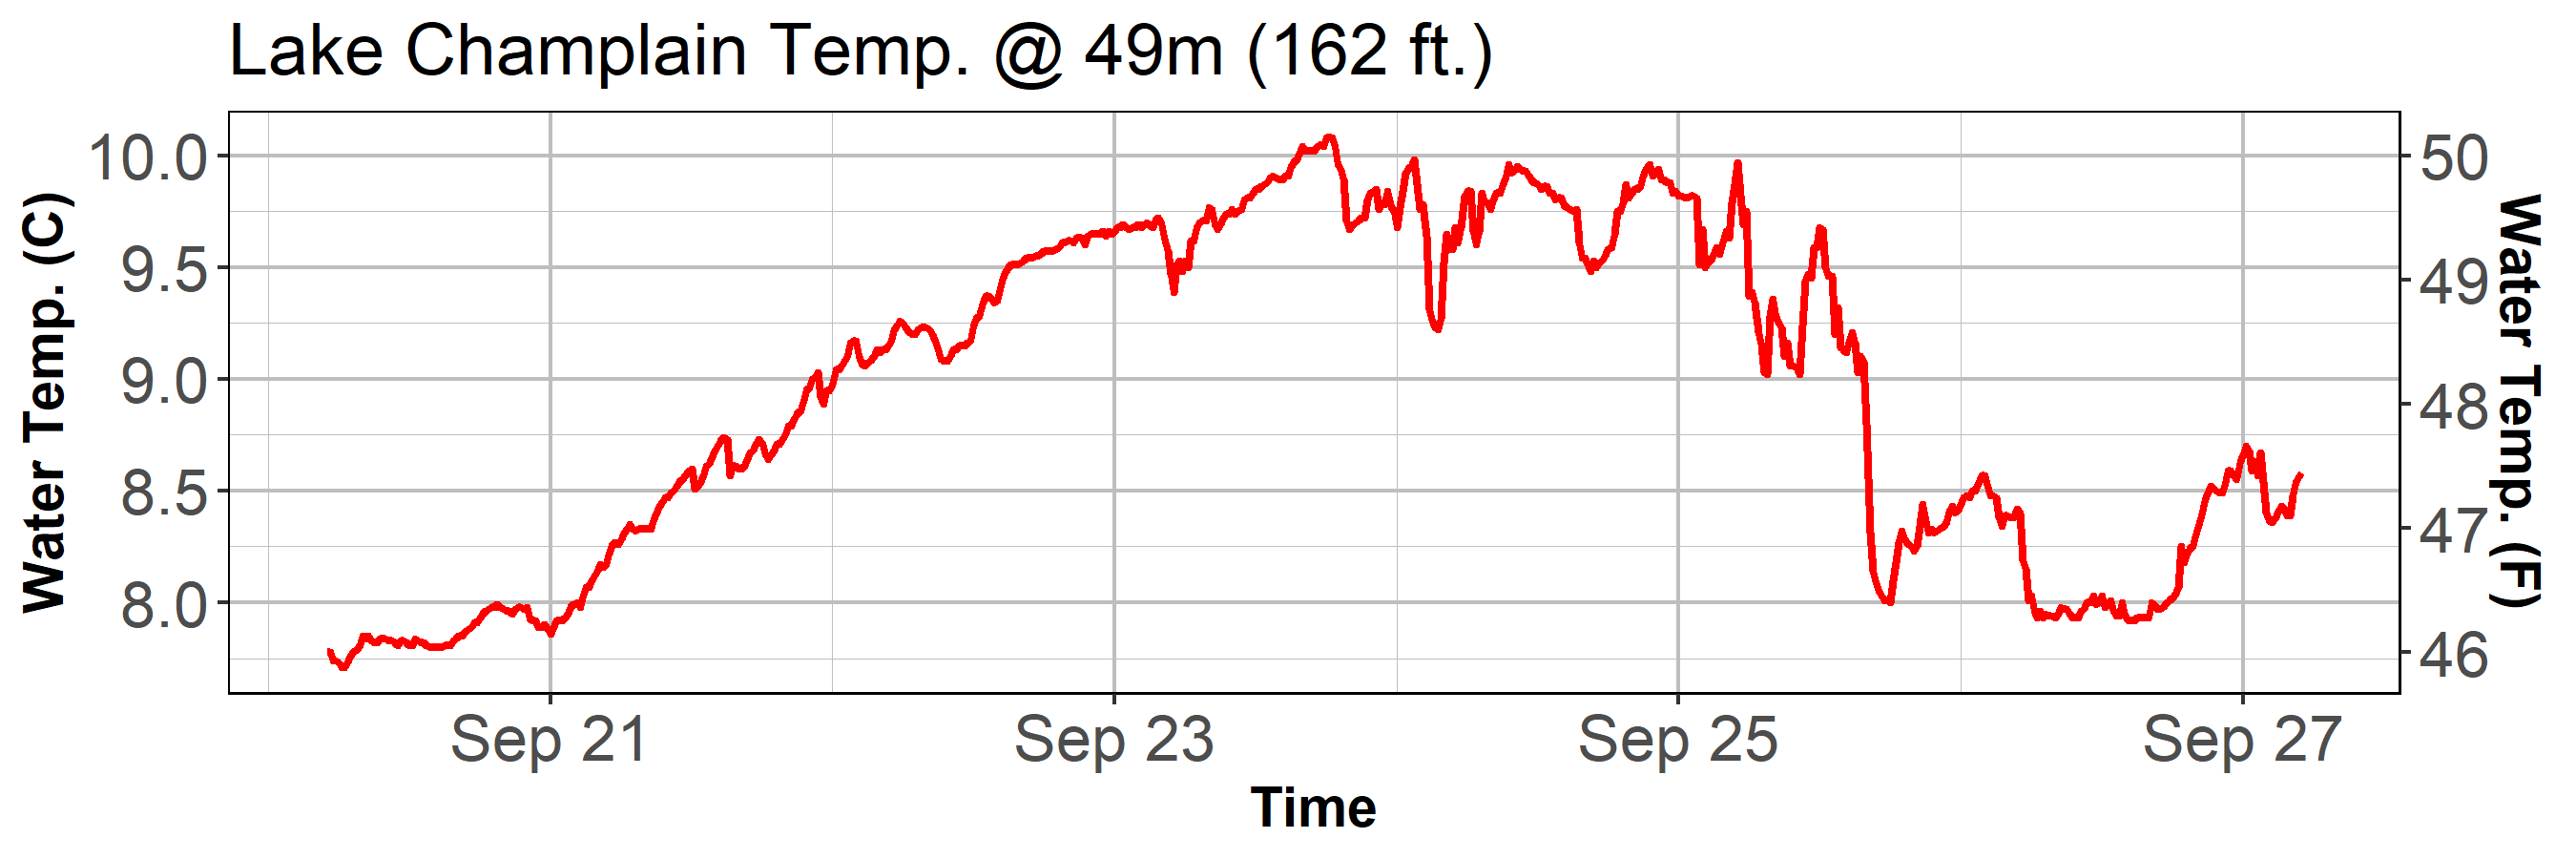 Lake Champlain Temp. @ 49m (162 ft.)
Water Temp. (C)
10.0
9.5
9.0
8.5
8.0
50
49
48
47
46
Water Temp. (F)
Sep 21
Sep 23
Sep 25
Sep 27
Time